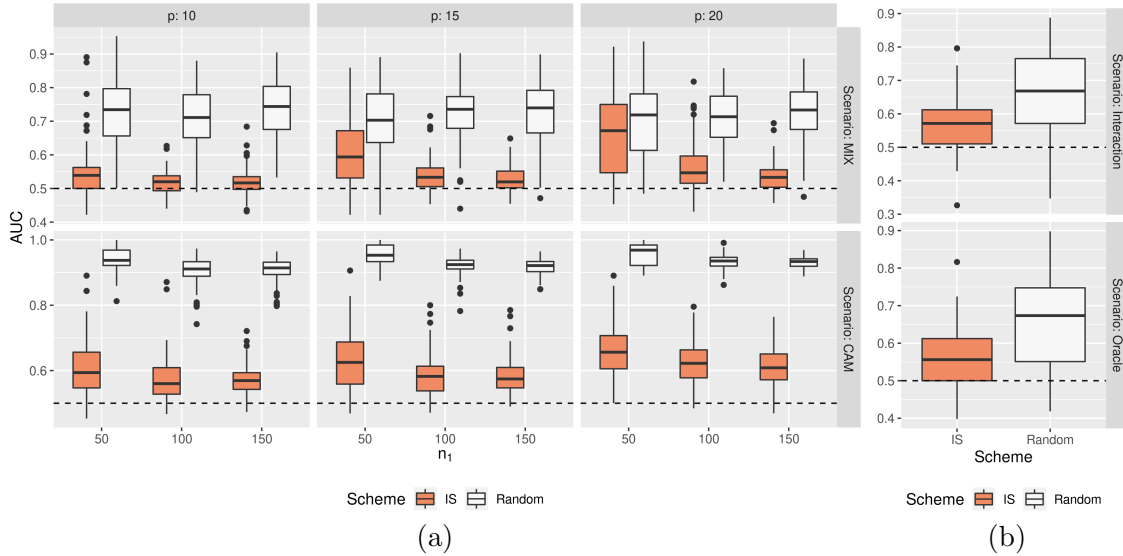 p: 10
p: 15
p: 20
AUC
0.9
0.8
0.7
0.6
0.5
0.4
Scenario: MIX
1.0
0.8
0.6
Scenario: CAM
50
100
150
50
100
150
50
100
150
n1
Scheme IS Random
(a)
0.9
0.8
0.7
0.6
0.5
0.4
0.3
Scenario: Interaction
0.9
0.8
0.7
0.6
0.5
0.4
Scenario: Oracle
IS
Random
Scheme
Scheme IS Random
(b)